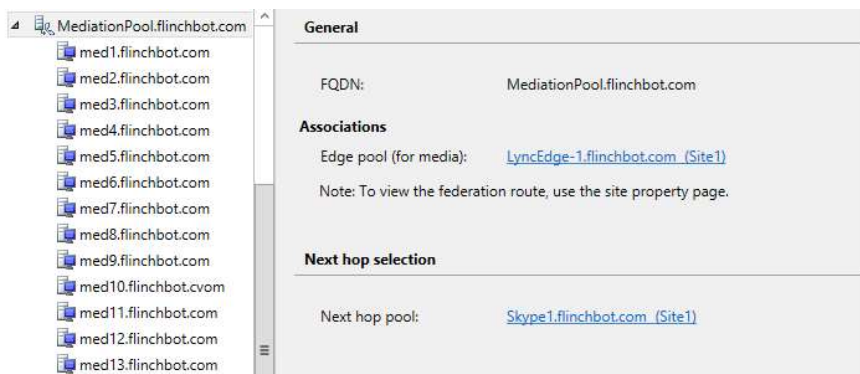 MediationPool.flinchbot.com
med1.flinchbot.com
med2.flinchbot.com
med3.flinchbot.com
med4.flinchbot.com
med5.flinchbot.com
med6.flinchbot.com
med7.flinchbot.com
med8.flinchbot.com
med9.flinchbot.com
med10.flinchbot.cvom
med11.flinchbot.com
med12.flinchbot.com
med13.flinchbot.com
General
FQDN: MediationPool.flinchbot.com
Associations
Edge pool (for media): LyncEdge-1.flinchbot.com (Site1)
Note: To view the federation route, use the site property page.
Next hop selection
Next hop pool: Skype1.flinchbot.com (Site1)